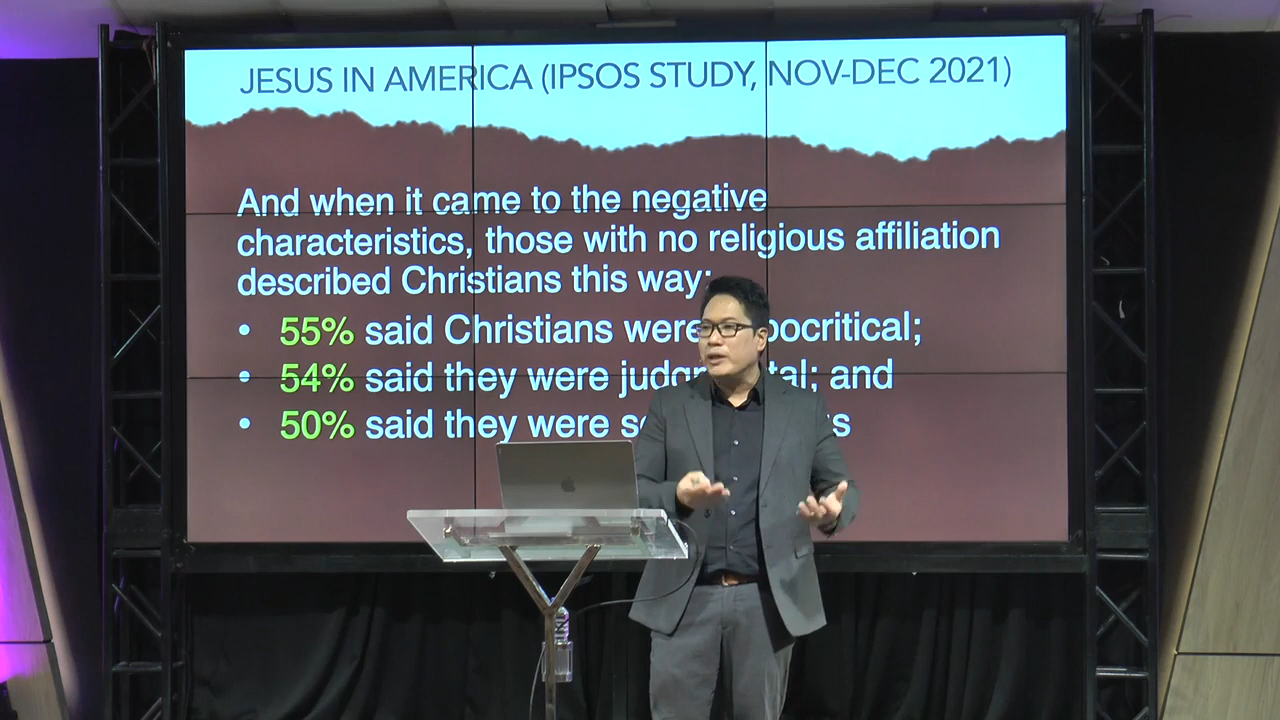 JESUS IN AMERICA (IPSOS STUDY, NOV-DEC 2021)
And when it came to the negative
characteristics, those with no religious affiliation
described Christians this way:
• 55% said Christians were
• 54% said they were and
• 50% said they were